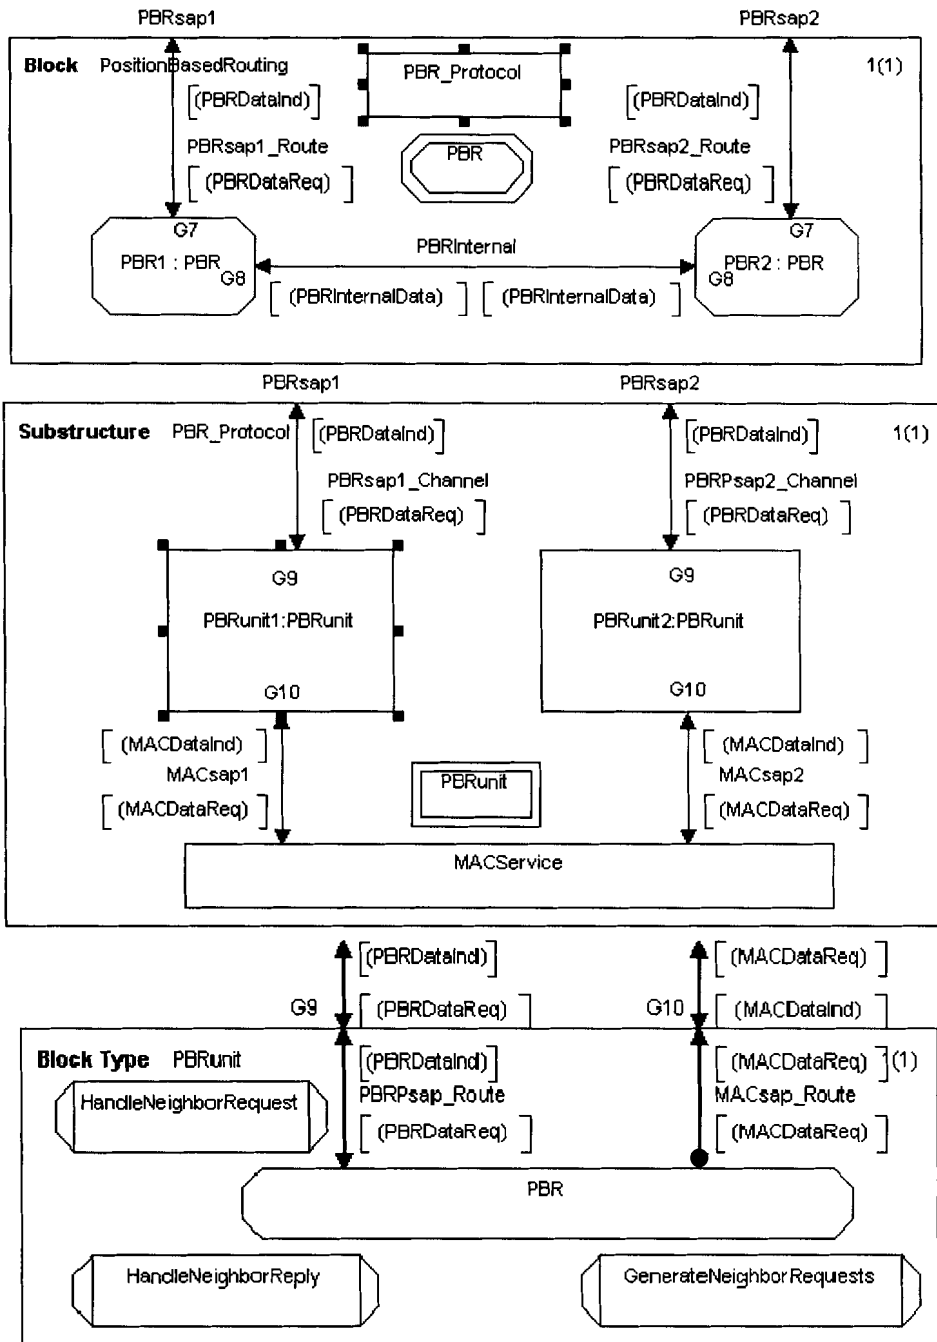 PBRsap1
PBRsap2
Block PositionBasedRouting
PBR_Protocol
1(1)
[(PBRDataInd)]
[(PBRDataInd)]
PBRsap1_Route
PBR
PBRsap2_Route
[(PBRDataReq)]
[(PBRDataReq)]
G7
G7
PBRInternal
PBR1 : PBR
PBR2 : PBR
G8
G8
[(PBRInternalData)]
[(PBRInternalData)]
PBRsap1
PBRsap2
Substructure PBR_Protocol
[(PBRDataInd)]
[(PBRDataInd)]
1(1)
PBRsap1_Channel
PBRPsap2_Channel
[(PBRDataReq)]
[(PBRDataReq)]
G9
G9
PBRunit1:PBRunit
PBRunit2:PBRunit
G10
G10
[(MACDataInd)]
[(MACDataInd)]
MACsap1
PBRunit
MACsap2
[(MACDataReq)]
[(MACDataReq)]
MACService
[(PBRDataInd)]
[(MACDataReq)]
G9
[(PBRDataReq)]
G10
[(MACDataInd)]
Block Type PBRunit
[(PBRDataInd)]
[(MACDataReq)]
1(1)
HandleNeighborRequest
PBRPsap_Route
MACsap_Route
[(PBRDataReq)]
[(MACDataReq)]
PBR
HandleNeighborReply
GenerateNeighborRequests